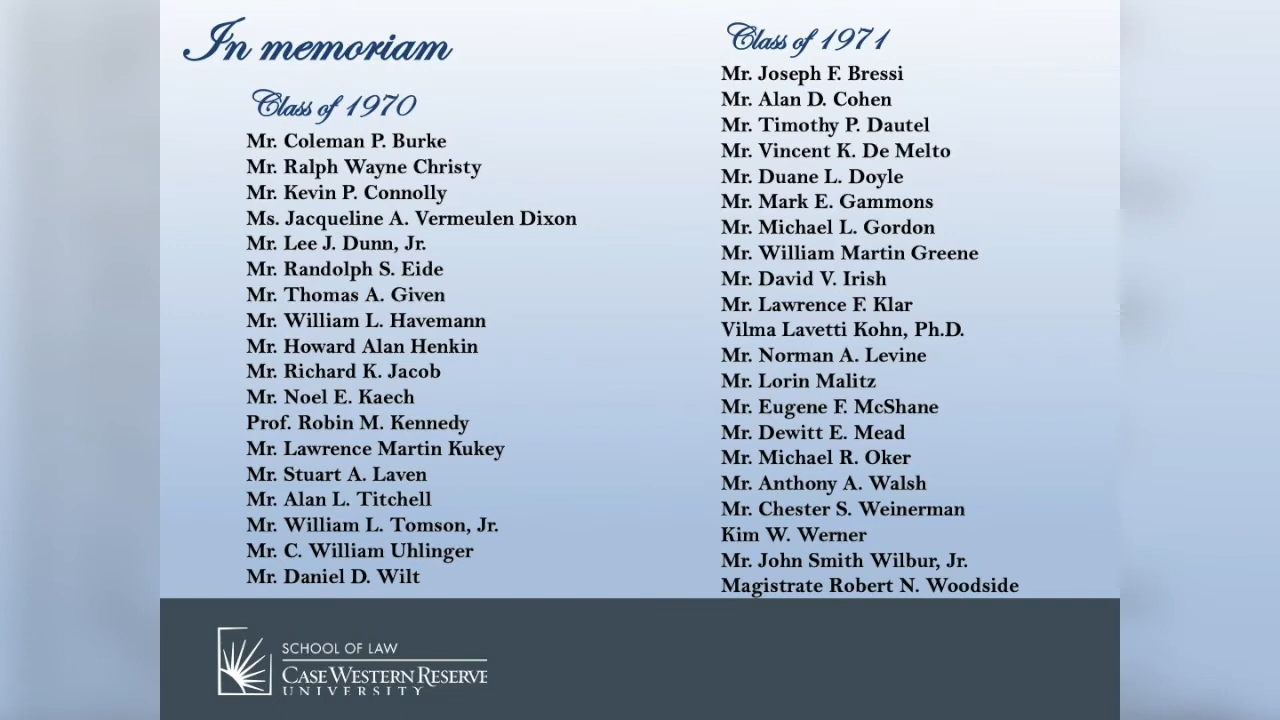 In memoriam
Class of 1970
Mr. Coleman P. Burke
Mr. Ralph Wayne Christy
Mr. Kevin P. Connolly
Ms. Jacqueline A. Vermeulen Dixon
Mr. Lee J. Dunn, Jr.
Mr. Randolph S. Eide
Mr. Thomas A. Given
Mr. William L. Havemann
Mr. Howard Alan Henkin
Mr. Richard K. Jacob
Mr. Noel E. Kaech
Prof. Robin M. Kennedy
Mr. Lawrence Martin Kukey
Mr. Stuart A. Laven
Mr. Alan L. Titchell
Mr. William L. Tomson, Jr.
Mr. C. William Uhlinger
Mr. Daniel D. Wilt
Class of 1971
Mr. Joseph F. Bressi
Mr. Alan D. Cohen
Mr. Timothy P. Dautel
Mr. Vincent K. De Melto
Mr. Duane L. Doyle
Mr. Mark E. Gammons
Mr. Michael L. Gordon
Mr. William Martin Greene
Mr. David V. Irish
Mr. Lawrence F. Klar
Vilma Lavetti Kohn, Ph.D.
Mr. Norman A. Levine
Mr. Lorin Malitz
Mr. Eugene F. McShane
Mr. Dewitt E. Mead
Mr. Michael R. Oker
Mr. Anthony A. Walsh
Mr. Chester S. Weinerman
Kim W. Werner
Mr. John Smith Wilbur, Jr.
Magistrate Robert N. Woodside
SCHOOL OF LAW
CASE WESTERN RESERVE
UNIVERSITY